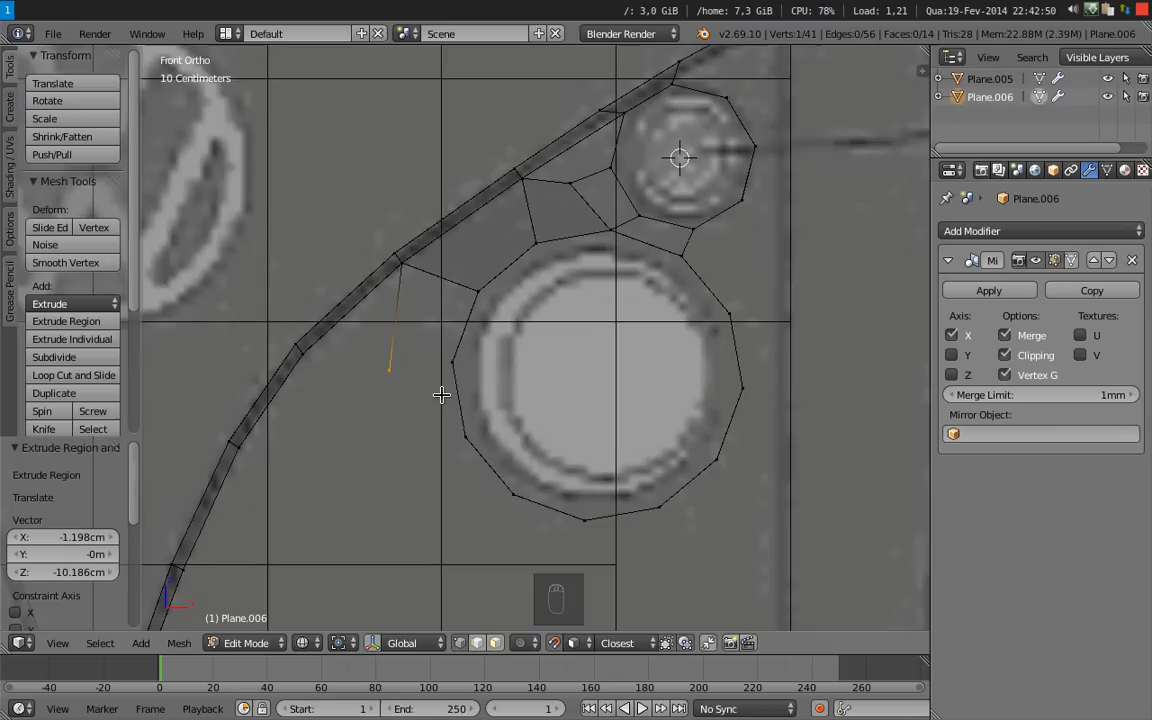 1
/: 3,0 GiB
/home: 7,3 GiB
CPU: 78%
Load: 1,21
Qua:19-Fev-2014 22:42:50
File
Render
Window
Help
Default
Scene
Blender Render
v2.69.10 | Verts:1/41 | Edges:0/56 | Faces:0/14 | Tris:28 | Mem:22.88M (2.39M) | Plane.006
View
Search
Visible Layers
Plane.005
Plane.006
Tools
Create
Shading / UVs
Options
Grease Pencil
Transform
Translate
Rotate
Scale
Shrink/Fatten
Push/Pull
Mesh Tools
Deform:
Slide Ed
Vertex
Noise
Smooth Vertex
Add:
Extrude
Extrude Region
Extrude Individual
Subdivide
Loop Cut and Slide
Duplicate
Spin
Screw
Knife
Select
Extrude Region and
Extrude Region
Translate
Vector
X: -1.198cm
Y: -0m
Z: -10.186cm
Constraint Axis
X
Front Ortho
10 Centimeters
(1) Plane.006
Plane.006
Add Modifier
Mi
Apply
Copy
Axis:
Options:
Textures:
X
Merge
U
Y
Clipping
V
Z
Vertex G
Merge Limit: 1mm
Mirror Object:
View
Select
Add
Mesh
Edit Mode
Global
Closest
-40
-20
0
20
40
60
80
100
120
140
160
180
200
220
240
260
View
Marker
Frame
Playback
Start: 1
End: 250
1
No Sync